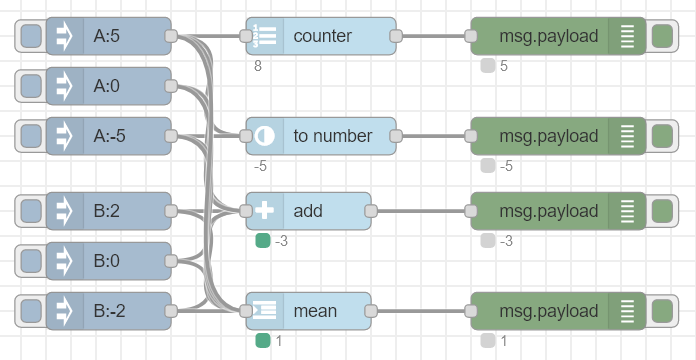 A:5 counter msg.payload
8 5
A:0
A:-5 to number msg.payload
-5 -5
B:2 add msg.payload
-3 -3
B:0
B:-2 mean msg.payload
1 1